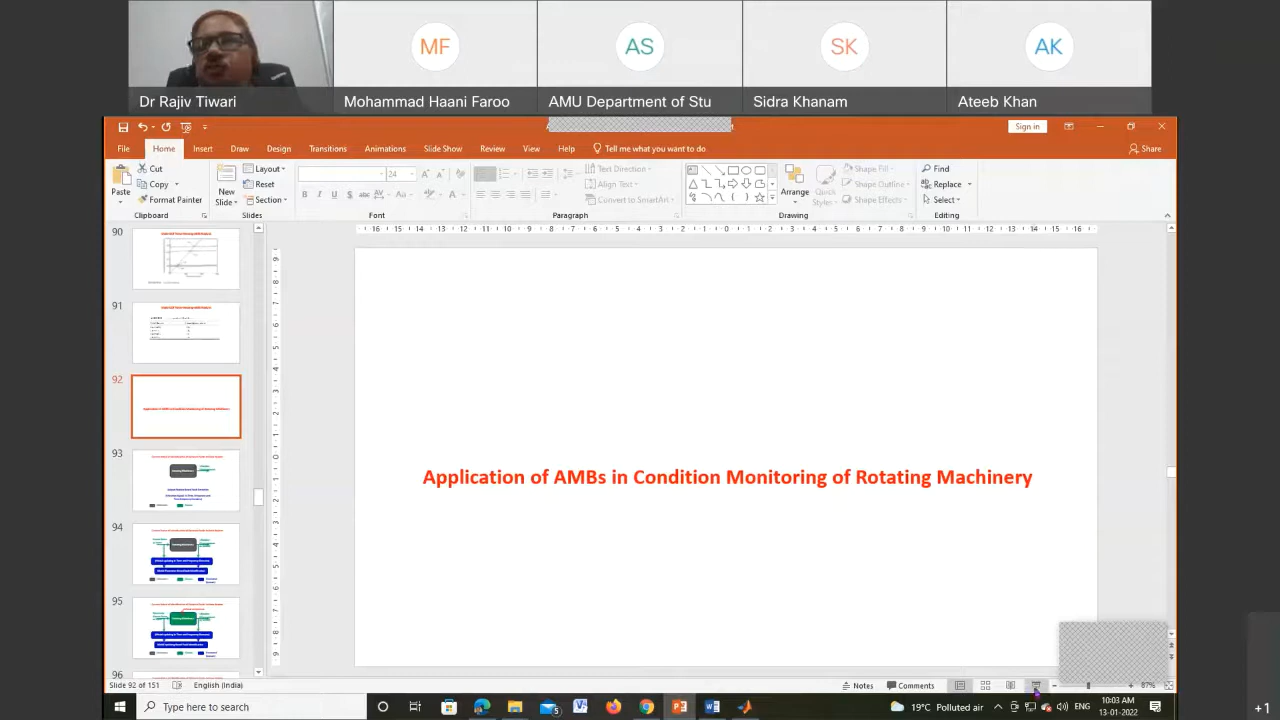 MF
AS
SK
AK
Dr Rajiv Tiwari
Mohammad Haani Faroo
AMU Department of Stu
Sidra Khanam
Ateeb Khan
Sign in
File
Home
Insert
Draw
Design
Transitions
Animations
Slide Show
Review
View
Help
Tell me what you want to do
Share
Paste
Cut
Copy
Format Painter
Clipboard
New
Slide
Layout
Reset
Section
Slides
24
Font
Text Direction
Align Text
Convert to SmartArt
Paragraph
Arrange
Quick
Styles
Shape Fill
Shape Outline
Shape Effects
Drawing
Find
Replace
Select
Editing
90
91
92
93
94
95
96
Application of AMBs in Condition Monitoring of Rotating Machinery
Slide 92 of 151
English (India)
Notes
Comments
87%
Type here to search
19°C Polluted air
ENG
10:03 AM
13-01-2022
+1